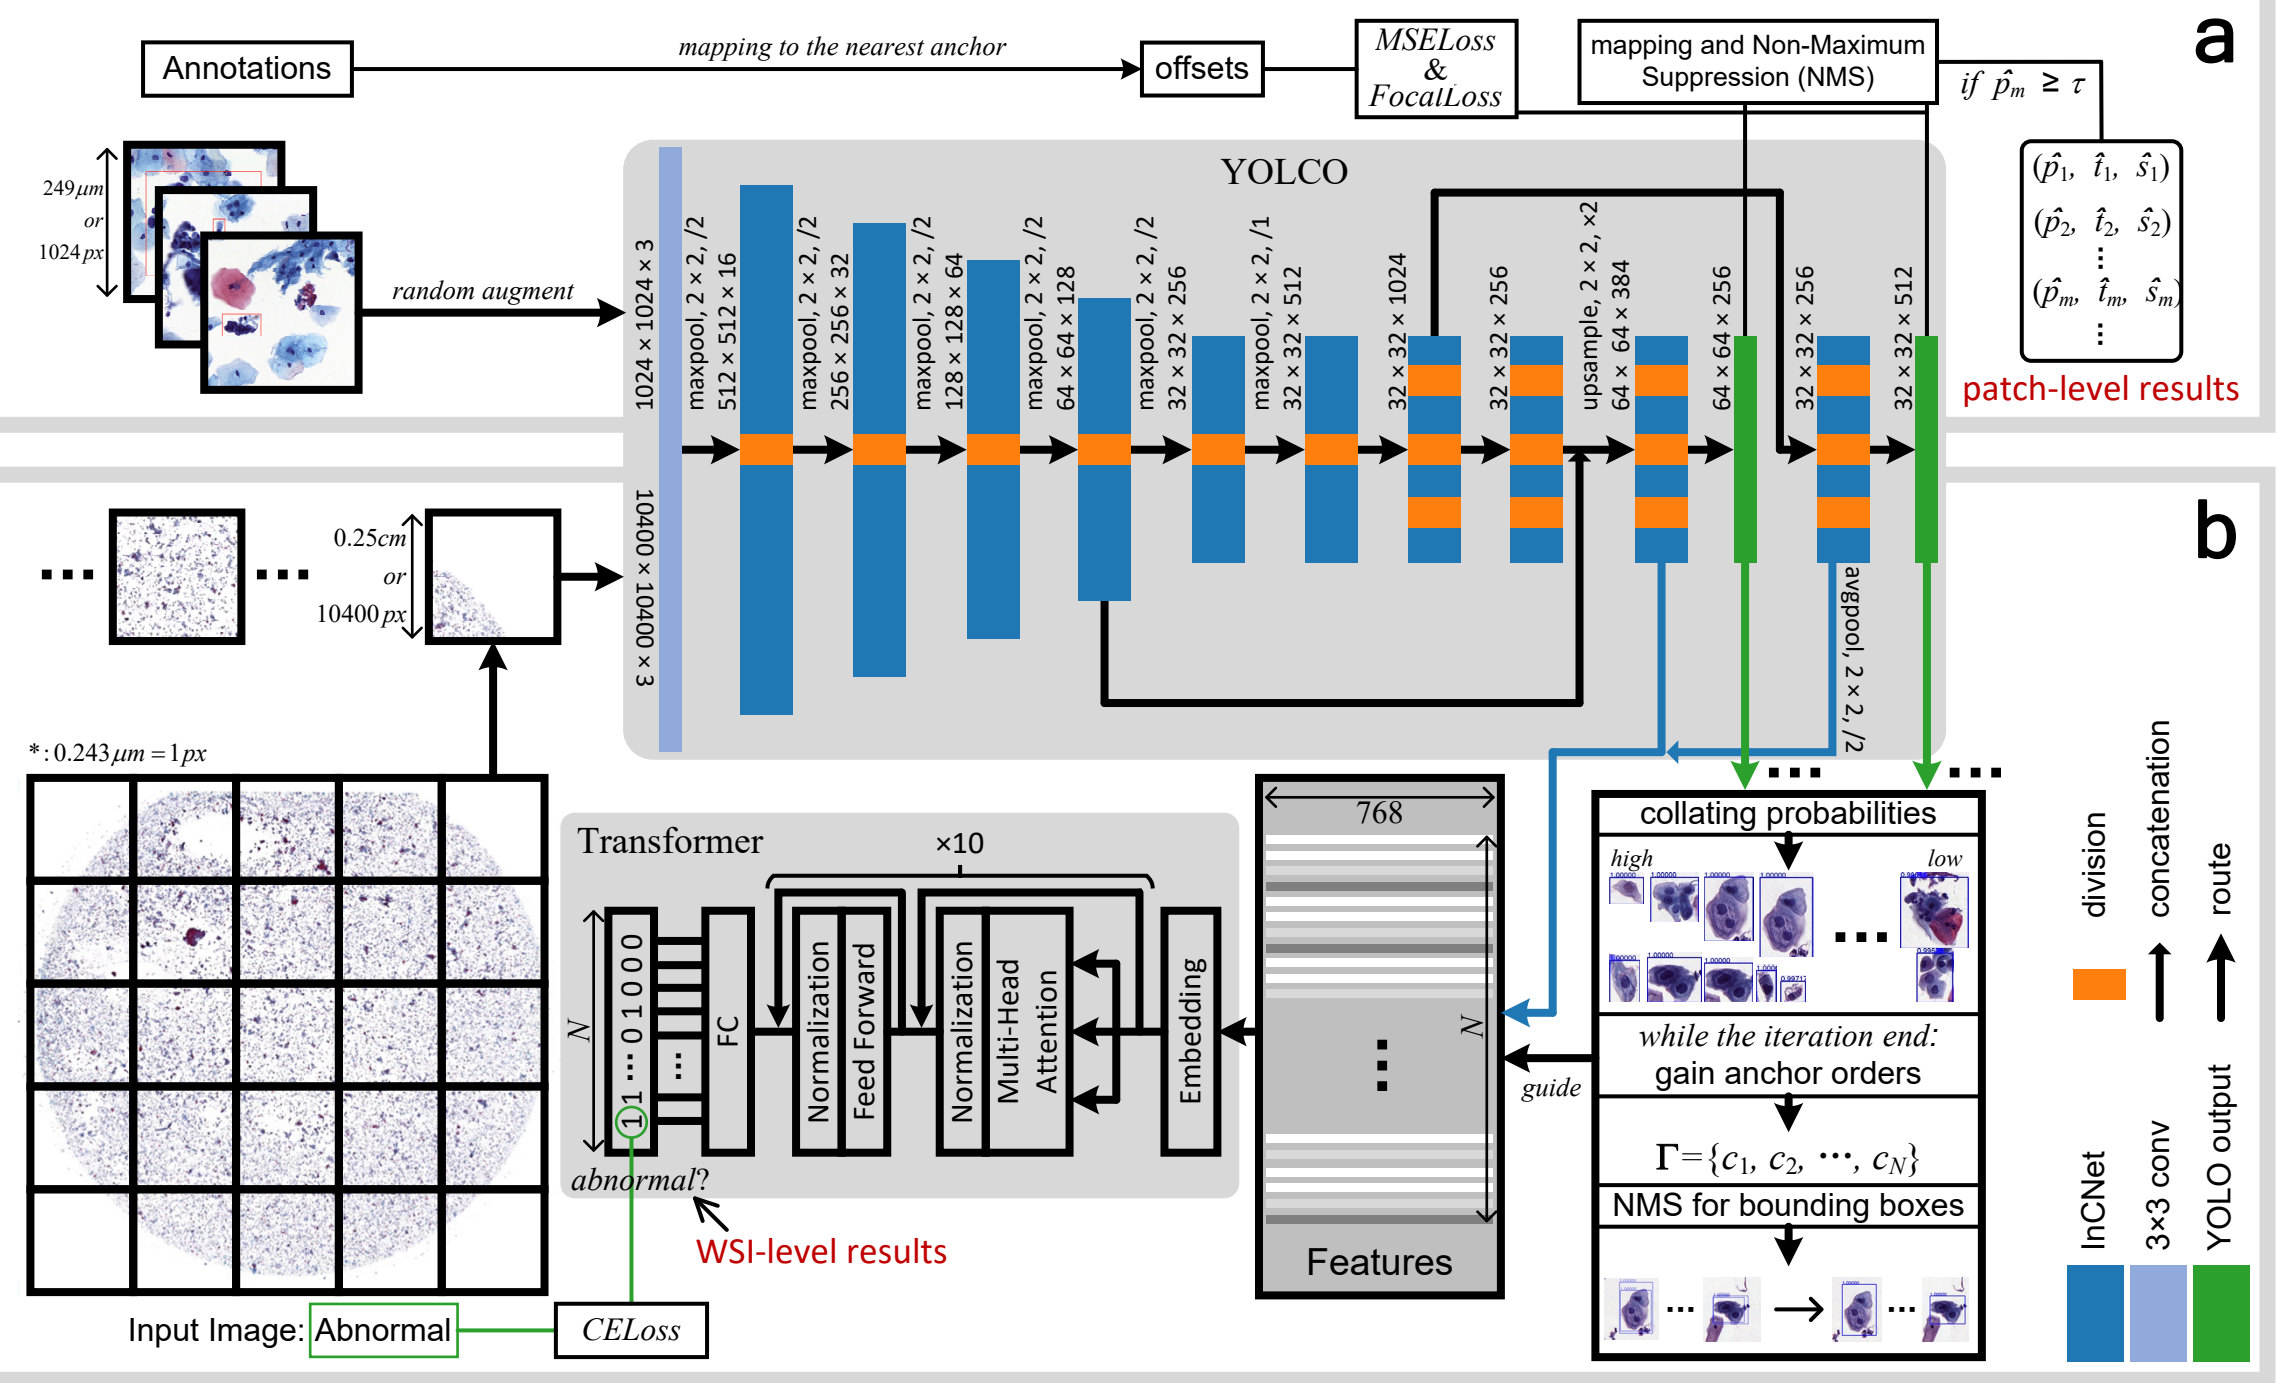 a
Annotations
mapping to the nearest anchor
offsets
MSELoss
&
FocalLoss
mapping and Non-Maximum
Suppression (NMS)
if p̂m ≥ τ
(p̂1, t̂1, ŝ1)
(p̂2, t̂2, ŝ2)
⋮
(p̂m, t̂m, ŝm)
⋮
patch-level results
249μm
or
1024px
random augment
YOLCO
1024 × 1024 × 3
maxpool, 2 × 2, /2
512 × 512 × 16
maxpool, 2 × 2, /2
256 × 256 × 32
maxpool, 2 × 2, /2
128 × 128 × 64
maxpool, 2 × 2, /2
64 × 64 × 128
maxpool, 2 × 2, /2
32 × 32 × 256
maxpool, 2 × 2, /1
32 × 32 × 512
32 × 32 × 1024
32 × 32 × 256
upsample, 2 × 2, ×2
64 × 64 × 384
64 × 64 × 256
32 × 32 × 256
32 × 32 × 512
10400 × 10400 × 3
avgpool, 2 × 2, /2
b
...
...
0.25cm
or
10400px
*: 0.243μm = 1px
Input Image: Abnormal
CELoss
Transformer
×10
N
1 1 ... 0 1 0 0 0
...
FC
Normalization
Feed Forward
Normalization
Multi-Head
Attention
Embedding
abnormal?
WSI-level results
768
N
⋮
Features
guide
...
...
collating probabilities
high
low
1.00000
1.00000
1.00000
1.00000
...
while the iteration end:
gain anchor orders
Γ={c1, c2, ···, cN}
NMS for bounding boxes
...
...
division
concatenation
route
InCNet
3×3 conv
YOLO output